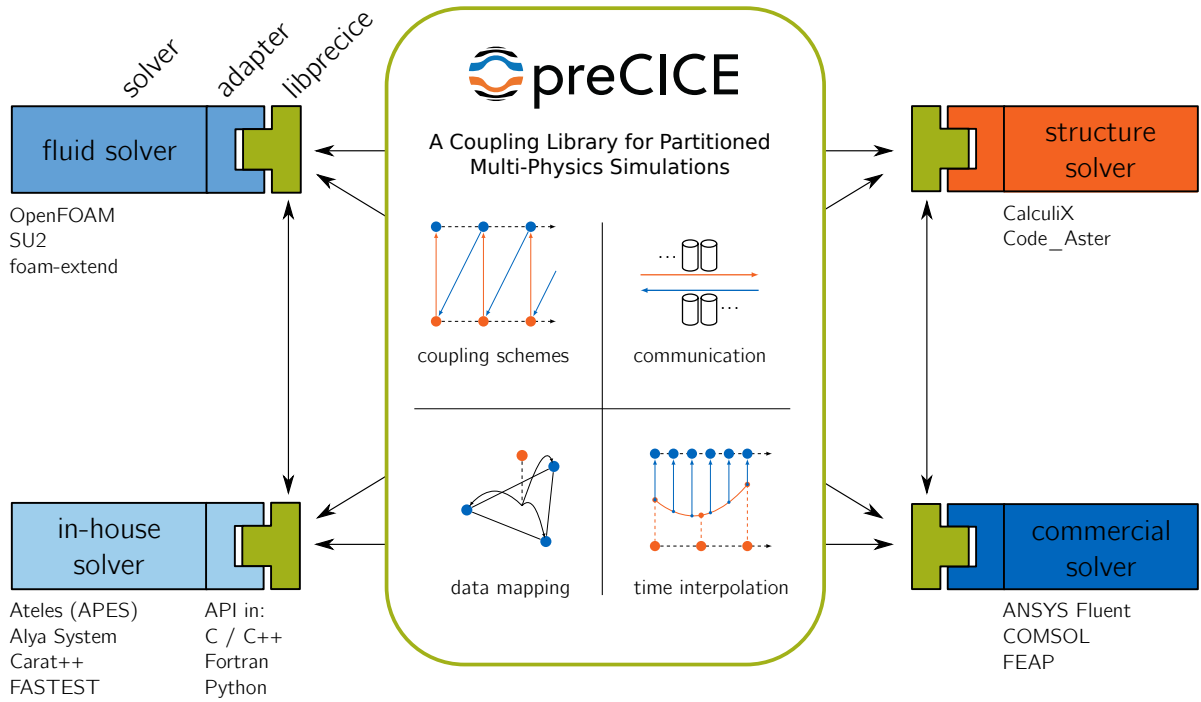 solver
adapter
libprecice
fluid solver
OpenFOAM
SU2
foam-extend
preCICE
A Coupling Library for Partitioned
Multi-Physics Simulations
coupling schemes
...
...
communication
data mapping
time interpolation
structure
solver
CalculiX
Code_Aster
in-house
solver
Ateles (APES)
Alya System
Carat++
FASTEST
API in:
C / C++
Fortran
Python
commercial
solver
ANSYS Fluent
COMSOL
FEAP